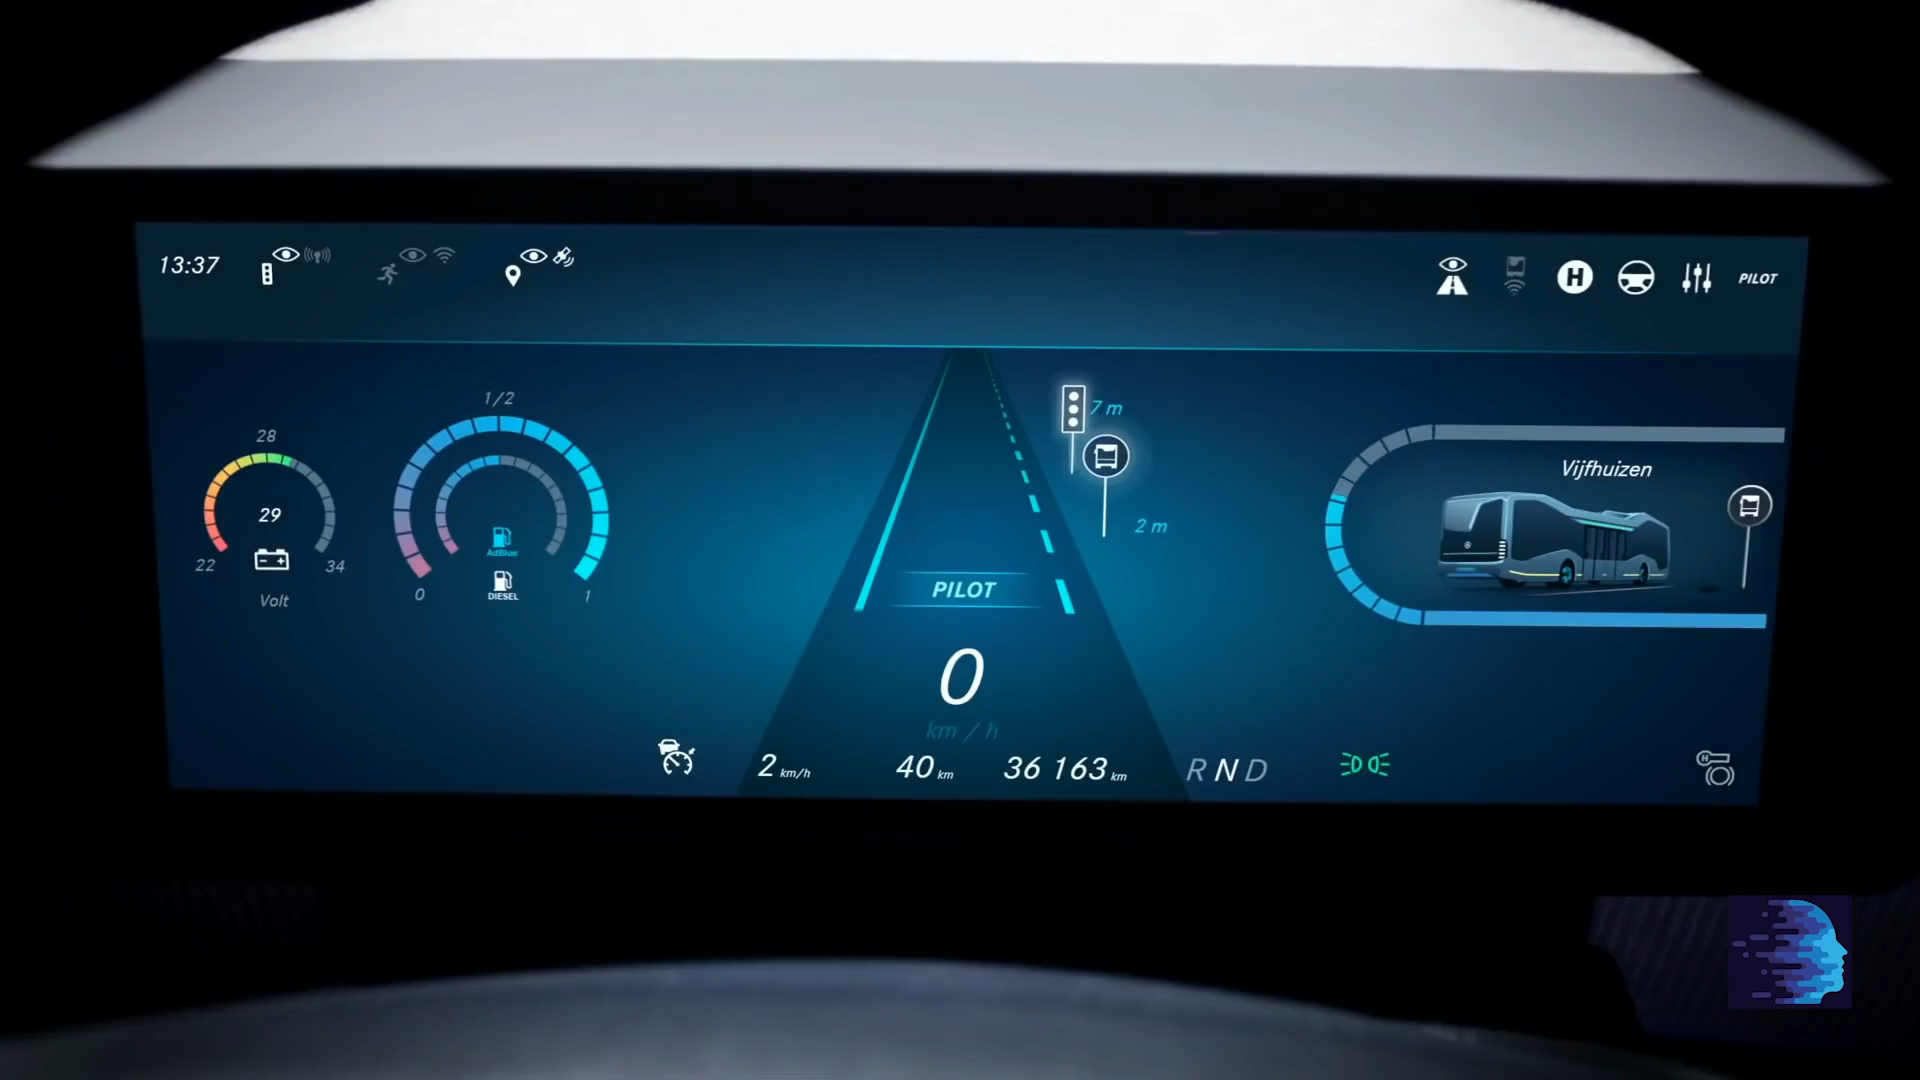 13:37
H
PILOT
1/2
28
7 m
Vijfhuizen
29
2 m
AdBlue
22
34
DIESEL
0
1
Volt
PILOT
0
km / h
2 km/h
40 km
36 163 km
R N D
H